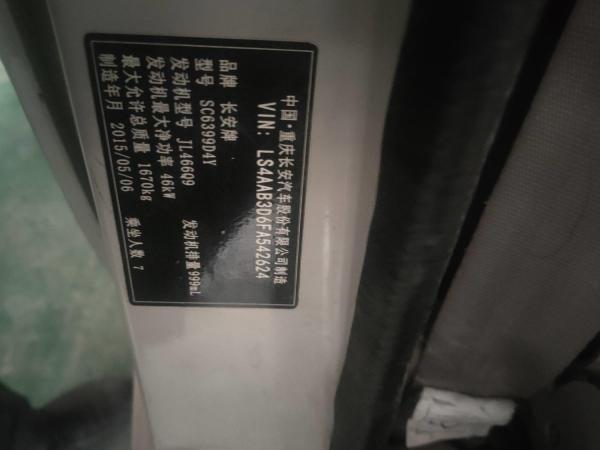 中国·重庆长安汽车股份有限公司制造
VIN: LS4AAB3D6FA542624
品牌 长安牌
型号 SC6399D4Y
发动机型号 JL466Q9 发动机排量 999mL
发动机最大净功率 46kW
最大允许总质量 1670kg
制造年月 2015/05/06 乘坐人数 7